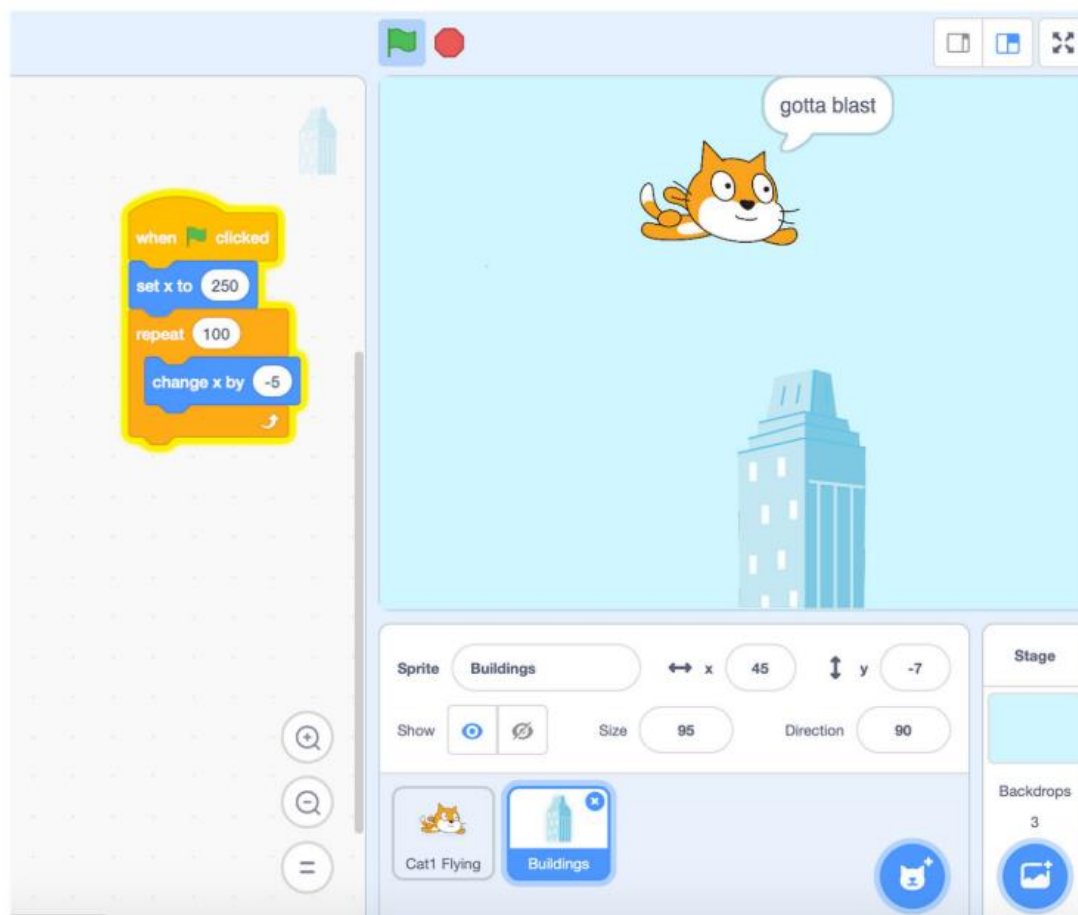 gotta blast
when clicked
set x to 250
repeat 100
change x by -5
Sprite Buildings x 45 y -7
Show Size 95 Direction 90
Cat1 Flying
Buildings
Stage
Backdrops
3